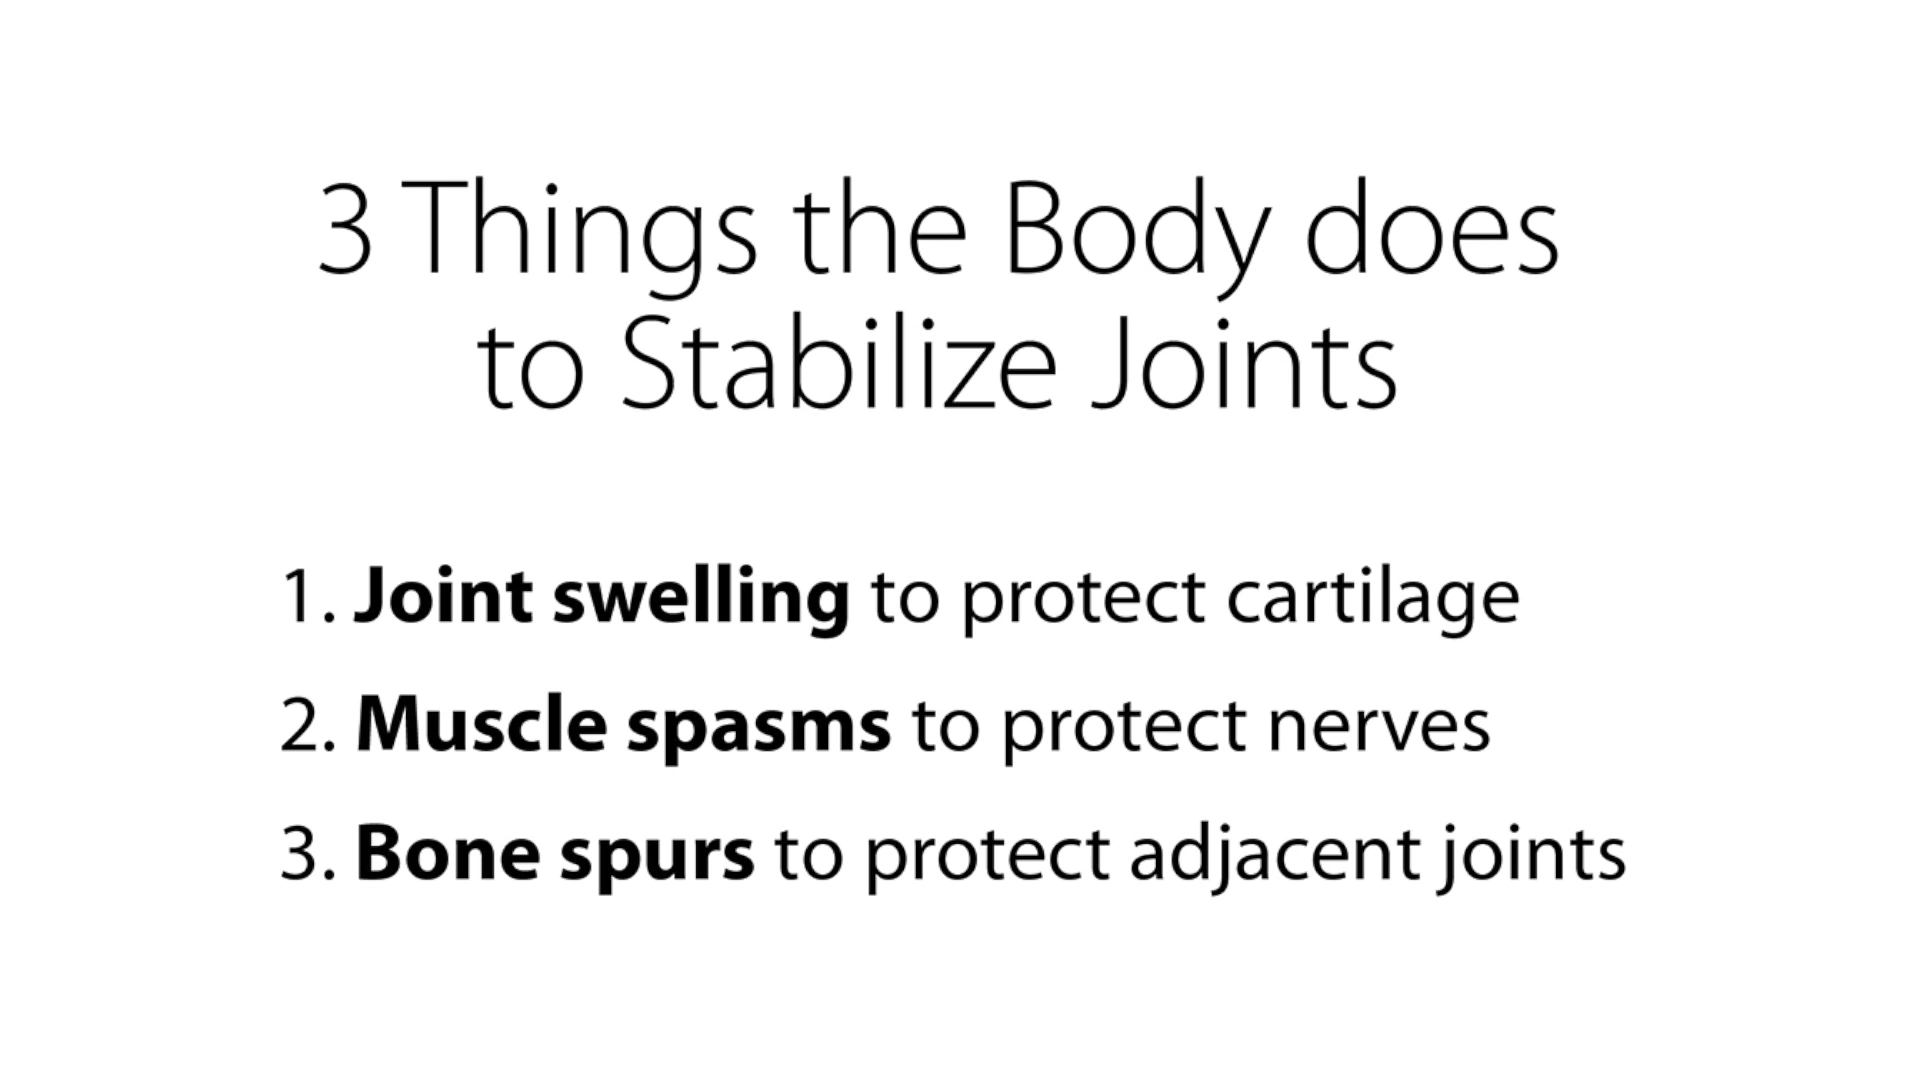 3 Things the Body does
to Stabilize Joints
1. Joint swelling to protect cartilage
2. Muscle spasms to protect nerves
3. Bone spurs to protect adjacent joints